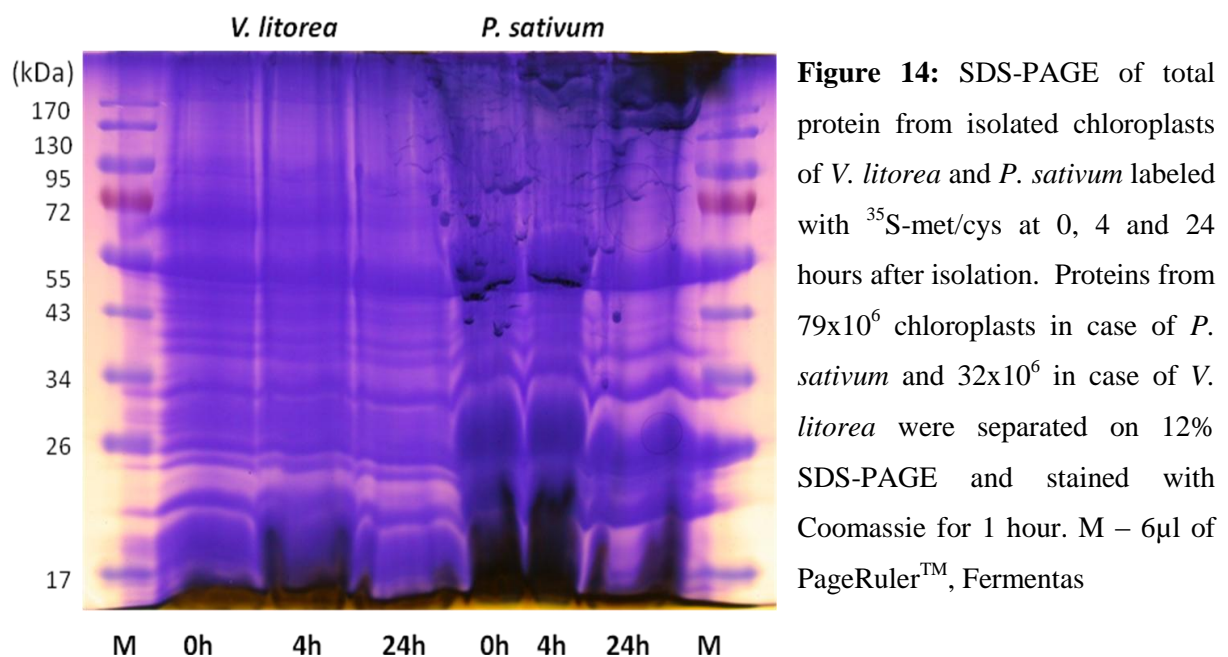 V. litorea P. sativum
(kDa)
170
130
95
72
55
43
34
26
17
M 0h 4h 24h 0h 4h 24h M
Figure 14: SDS-PAGE of total
protein from isolated chloroplasts
of V. litorea and P. sativum labeled
with ³⁵S-met/cys at 0, 4 and 24
hours after isolation. Proteins from
79x10⁶ chloroplasts in case of P.
sativum and 32x10⁶ in case of V.
litorea were separated on 12%
SDS-PAGE and stained with
Coomassie for 1 hour. M – 6µl of
PageRuler™, Fermentas